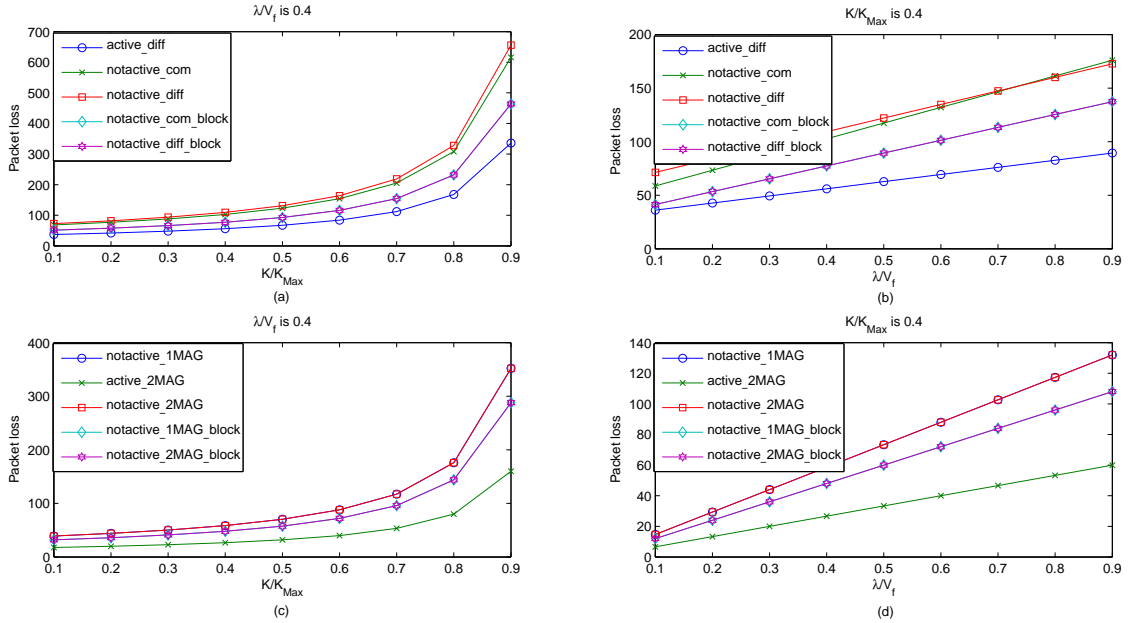 λ/V_f is 0.4
Packet loss
700
600
500
400
300
200
100
0
active_diff
notactive_com
notactive_diff
notactive_com_block
notactive_diff_block
0.1 0.2 0.3 0.4 0.5 0.6 0.7 0.8 0.9
K/K_Max
(a)
K/K_Max is 0.4
Packet loss
200
150
100
50
0
active_diff
notactive_com
notactive_diff
notactive_com_block
notactive_diff_block
0.1 0.2 0.3 0.4 0.5 0.6 0.7 0.8 0.9
λ/V_f
(b)
λ/V_f is 0.4
Packet loss
400
300
200
100
0
notactive_1MAG
active_2MAG
notactive_2MAG
notactive_1MAG_block
notactive_2MAG_block
0.1 0.2 0.3 0.4 0.5 0.6 0.7 0.8 0.9
K/K_Max
(c)
K/K_Max is 0.4
Packet loss
140
120
100
80
60
40
20
0
notactive_1MAG
active_2MAG
notactive_2MAG
notactive_1MAG_block
notactive_2MAG_block
0.1 0.2 0.3 0.4 0.5 0.6 0.7 0.8 0.9
λ/V_f
(d)